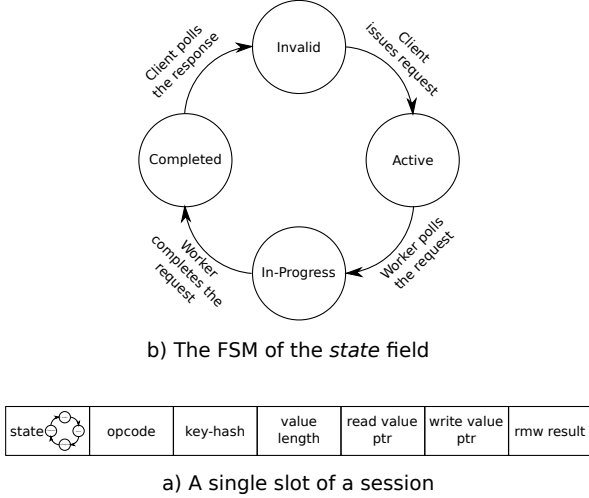 Invalid
Client polls
the response
Client
issues request
Completed
Active
In-Progress
Worker
completes the
request
Worker polls
the request
b) The FSM of the state field
state
opcode
key-hash
value
length
read value
ptr
write value
ptr
rmw result
a) A single slot of a session